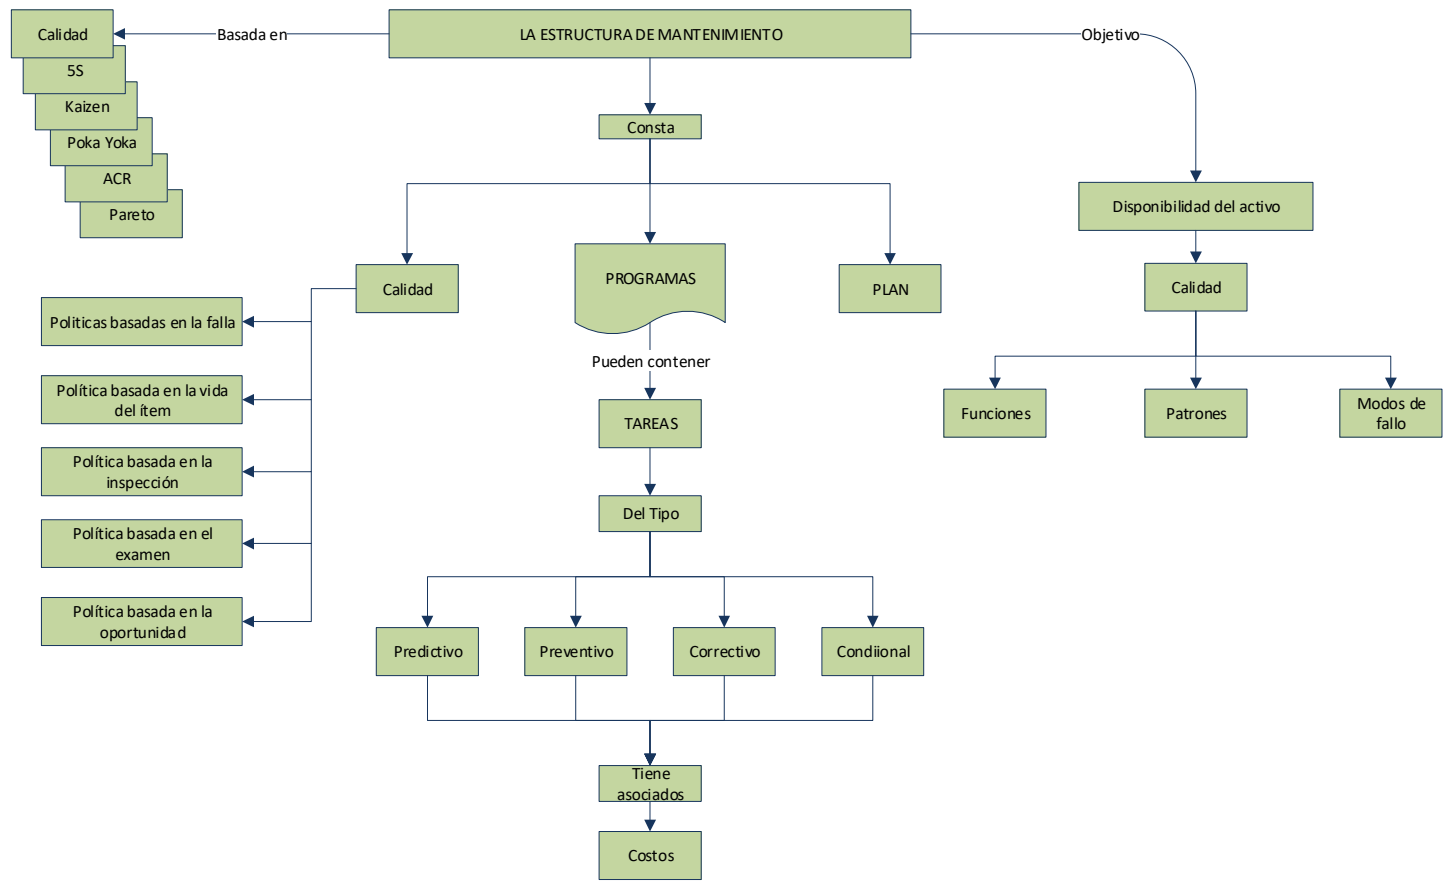 Calidad
Basada en
LA ESTRUCTURA DE MANTENIMIENTO
Objetivo
5S
Kaizen
Poka Yoka
ACR
Pareto
Consta
Disponibilidad del activo
Calidad
PROGRAMAS
PLAN
Calidad
Politicas basadas en la falla
Pueden contener
Política basada en la vida
del ítem
TAREAS
Funciones
Patrones
Modos de
fallo
Política basada en la
inspección
Del Tipo
Política basada en el
examen
Política basada en la
oportunidad
Predictivo
Preventivo
Correctivo
Condiional
Tiene
asociados
Costos